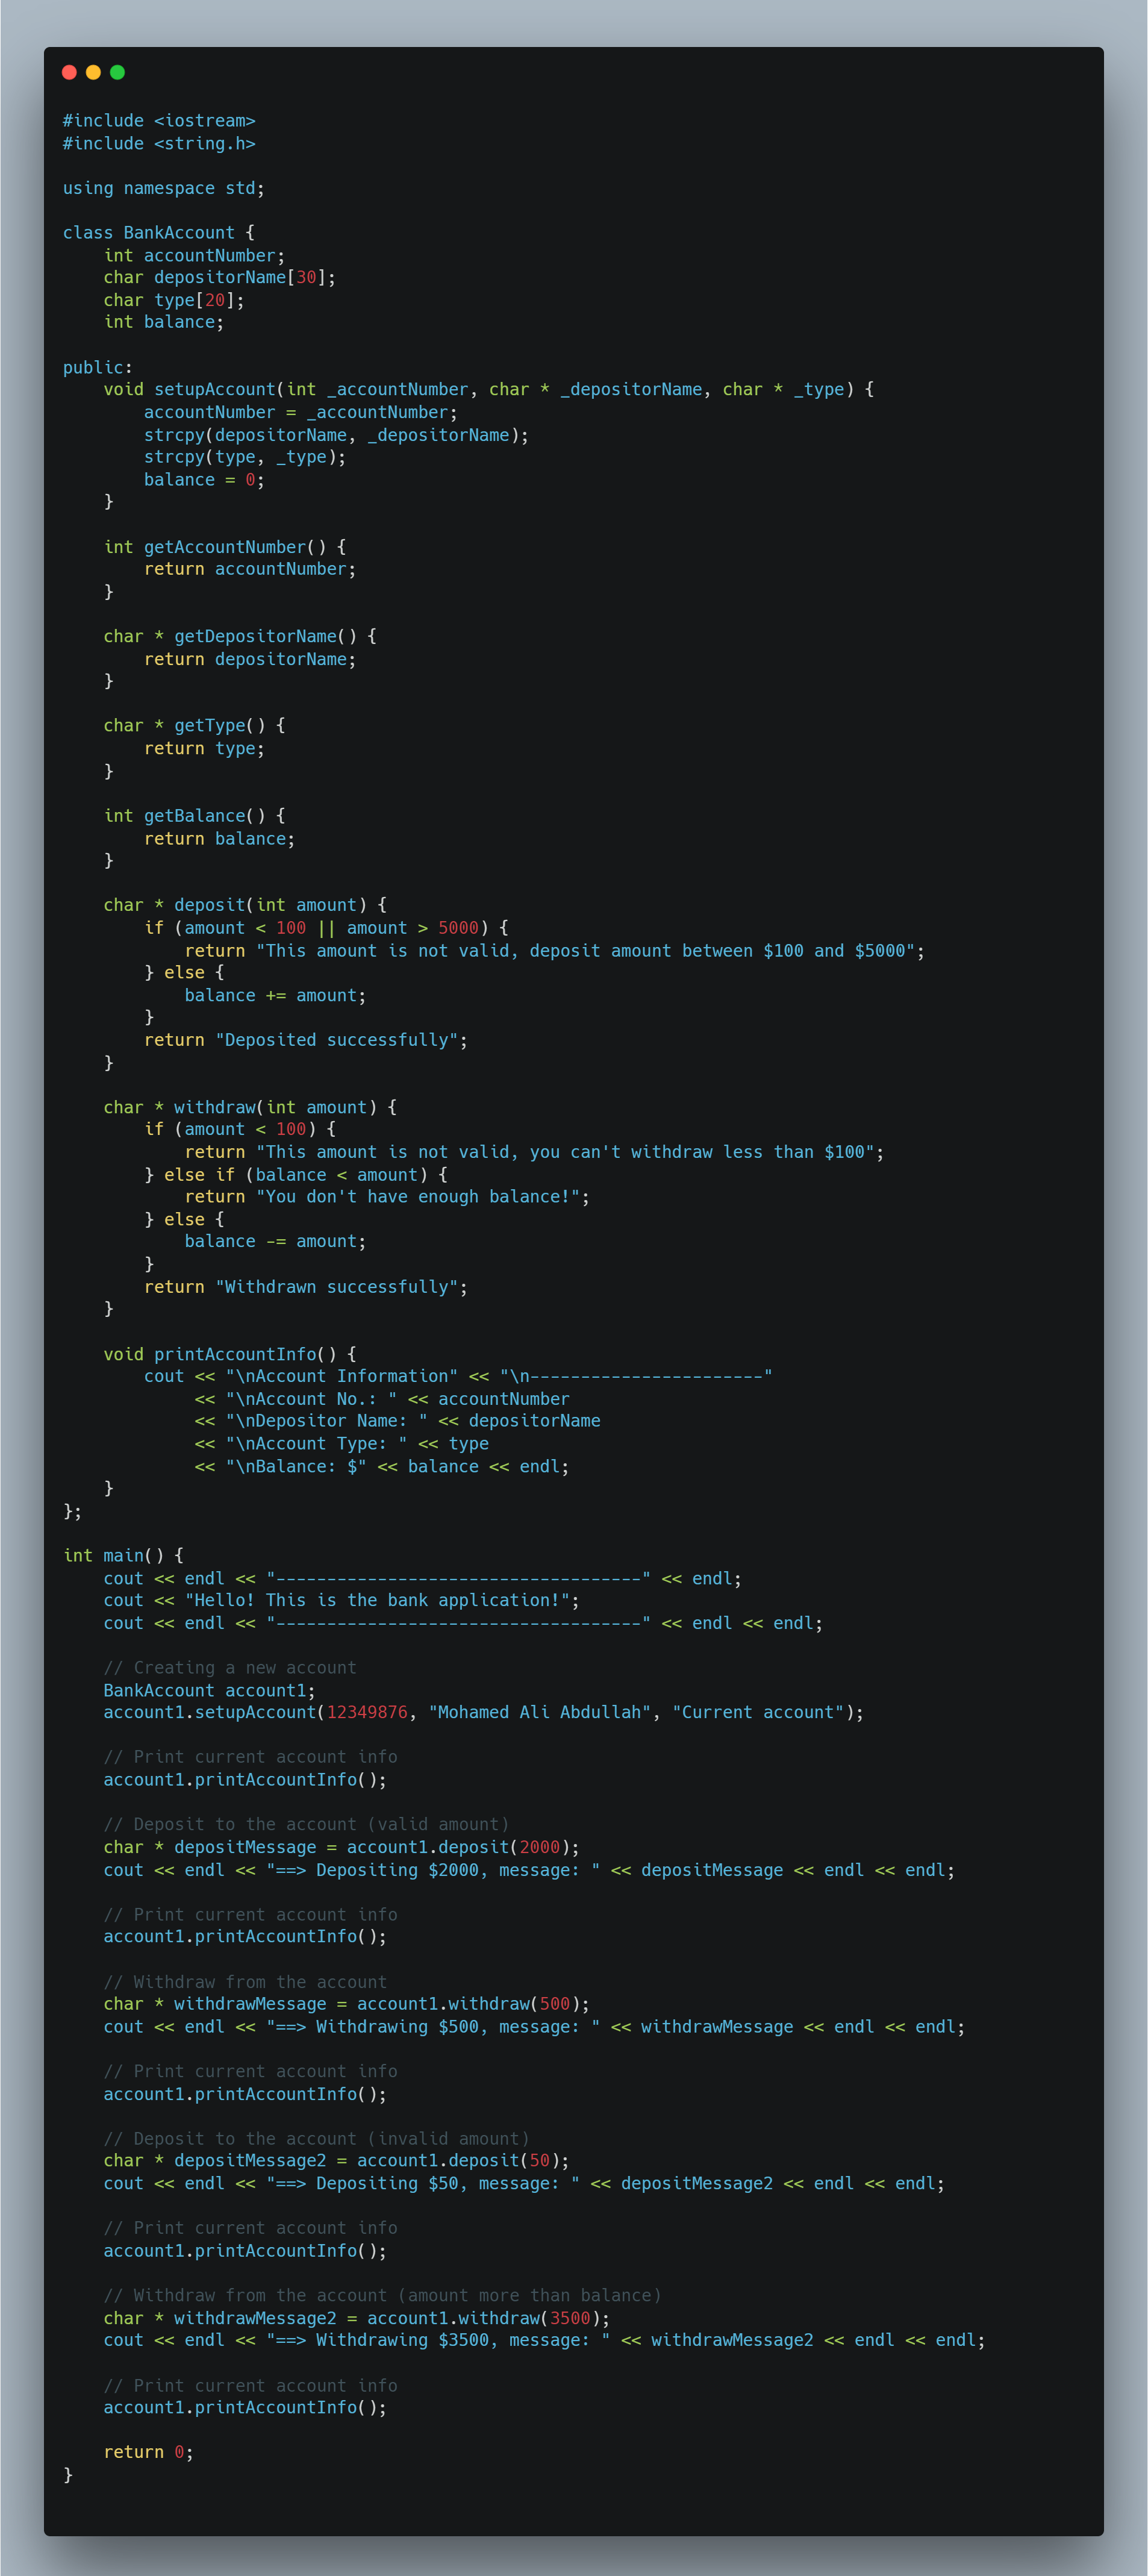 #include <iostream>
#include <string.h>

using namespace std;

class BankAccount {
    int accountNumber;
    char depositorName[30];
    char type[20];
    int balance;

public:
    void setupAccount(int _accountNumber, char * _depositorName, char * _type) {
        accountNumber = _accountNumber;
        strcpy(depositorName, _depositorName);
        strcpy(type, _type);
        balance = 0;
    }

    int getAccountNumber() {
        return accountNumber;
    }

    char * getDepositorName() {
        return depositorName;
    }

    char * getType() {
        return type;
    }

    int getBalance() {
        return balance;
    }

    char * deposit(int amount) {
        if (amount < 100 || amount > 5000) {
            return "This amount is not valid, deposit amount between $100 and $5000";
        } else {
            balance += amount;
        }
        return "Deposited successfully";
    }

    char * withdraw(int amount) {
        if (amount < 100) {
            return "This amount is not valid, you can't withdraw less than $100";
        } else if (balance < amount) {
            return "You don't have enough balance!";
        } else {
            balance -= amount;
        }
        return "Withdrawn successfully";
    }

    void printAccountInfo() {
        cout << "\nAccount Information" << "\n-----------------------"
             << "\nAccount No.: " << accountNumber
             << "\nDepositor Name: " << depositorName
             << "\nAccount Type: " << type
             << "\nBalance: $" << balance << endl;
    }
};

int main() {
    cout << endl << "------------------------------------" << endl;
    cout << "Hello! This is the bank application!";
    cout << endl << "------------------------------------" << endl << endl;

    // Creating a new account
    BankAccount account1;
    account1.setupAccount(12349876, "Mohamed Ali Abdullah", "Current account");

    // Print current account info
    account1.printAccountInfo();

    // Deposit to the account (valid amount)
    char * depositMessage = account1.deposit(2000);
    cout << endl << "==> Depositing $2000, message: " << depositMessage << endl << endl;

    // Print current account info
    account1.printAccountInfo();

    // Withdraw from the account
    char * withdrawMessage = account1.withdraw(500);
    cout << endl << "==> Withdrawing $500, message: " << withdrawMessage << endl << endl;

    // Print current account info
    account1.printAccountInfo();

    // Deposit to the account (invalid amount)
    char * depositMessage2 = account1.deposit(50);
    cout << endl << "==> Depositing $50, message: " << depositMessage2 << endl << endl;

    // Print current account info
    account1.printAccountInfo();

    // Withdraw from the account (amount more than balance)
    char * withdrawMessage2 = account1.withdraw(3500);
    cout << endl << "==> Withdrawing $3500, message: " << withdrawMessage2 << endl << endl;

    // Print current account info
    account1.printAccountInfo();

    return 0;
}